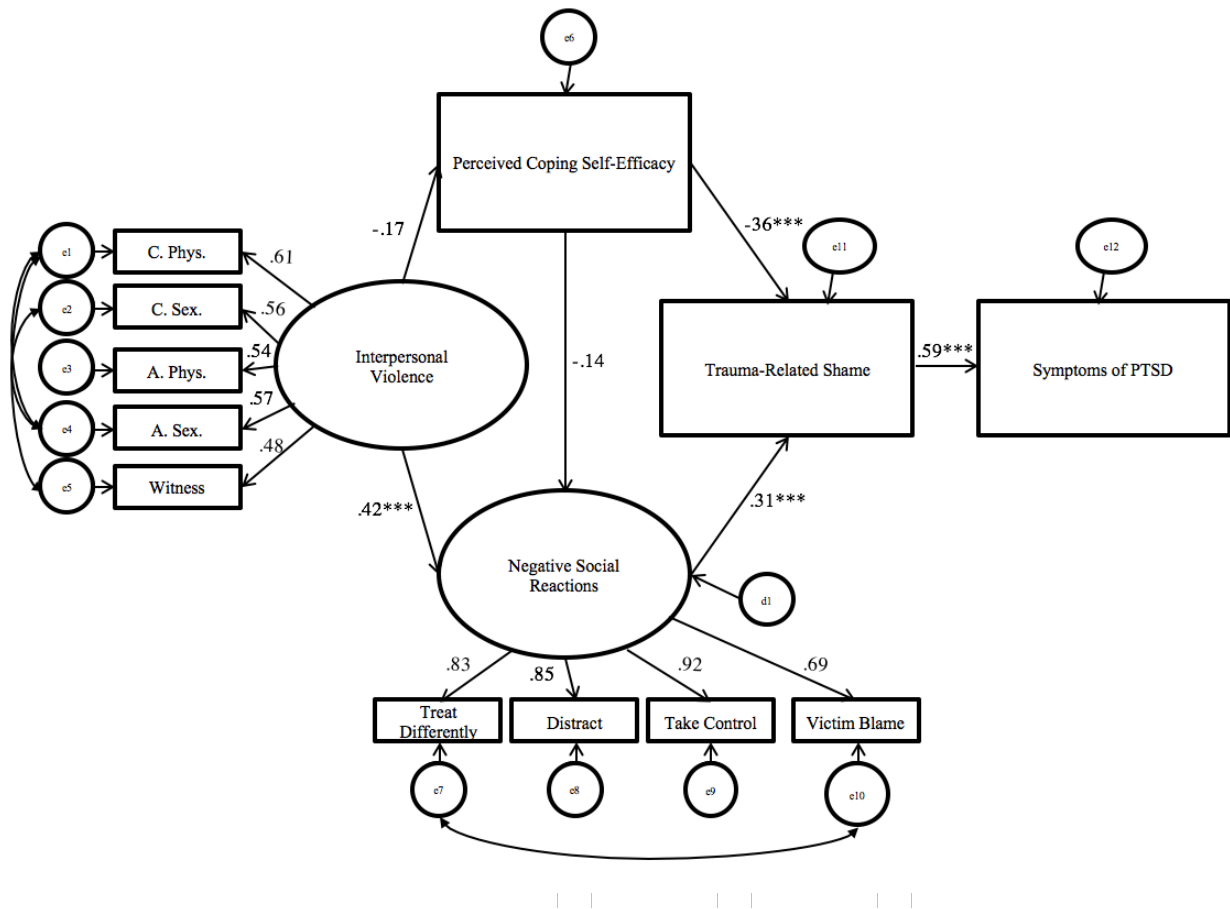 e6
Perceived Coping Self-Efficacy
-.17
-36***
e11
e12
e1
C. Phys.
.61
e2
C. Sex.
.56
e3
A. Phys.
.54
e4
A. Sex.
.57
e5
Witness
.48
Interpersonal
Violence
-.14
Trauma-Related Shame
.59***
Symptoms of PTSD
.42***
.31***
Negative Social
Reactions
d1
.83
.85
.92
.69
Treat
Differently
Distract
Take Control
Victim Blame
e7
e8
e9
e10